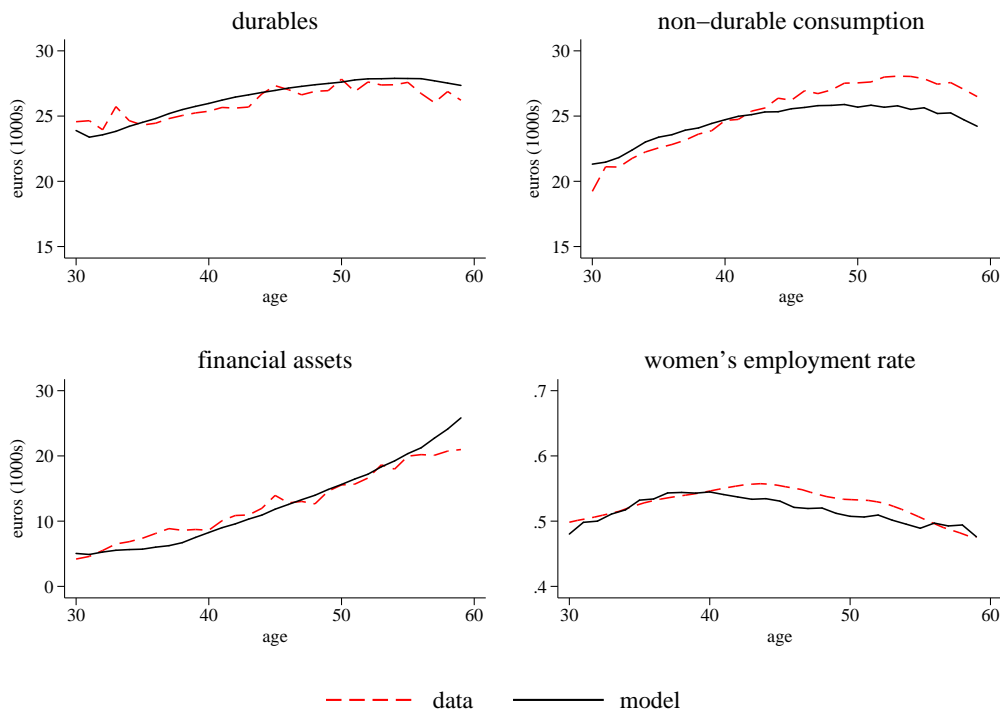 durables
30
25
20
15
euros (1000s)
30 40 50 60
age
non−durable consumption
30
25
20
15
euros (1000s)
30 40 50 60
age
financial assets
30
20
10
0
euros (1000s)
30 40 50 60
age
women's employment rate
.7
.6
.5
.4
30 40 50 60
age
data model